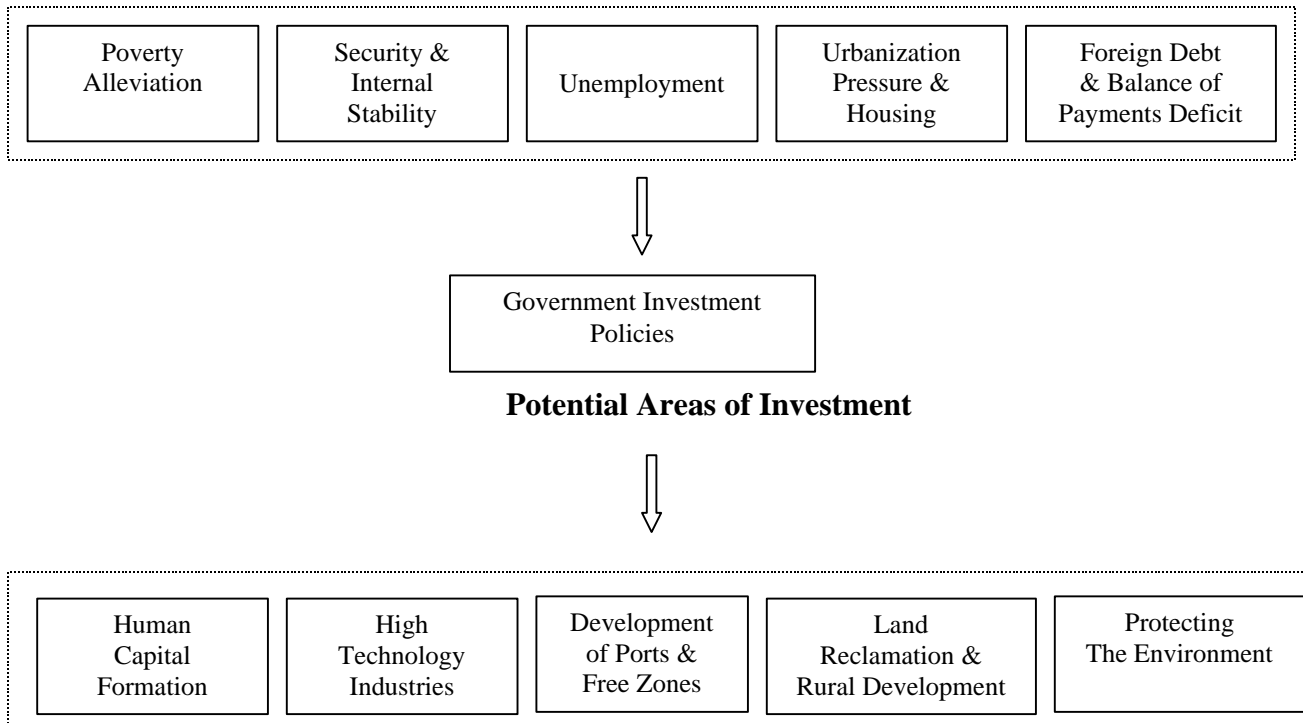 Poverty
Alleviation
Security &
Internal
Stability
Unemployment
Urbanization
Pressure &
Housing
Foreign Debt
& Balance of
Payments Deficit
Government Investment
Policies
Potential Areas of Investment
Human
Capital
Formation
High
Technology
Industries
Development
of Ports &
Free Zones
Land
Reclamation &
Rural Development
Protecting
The Environment